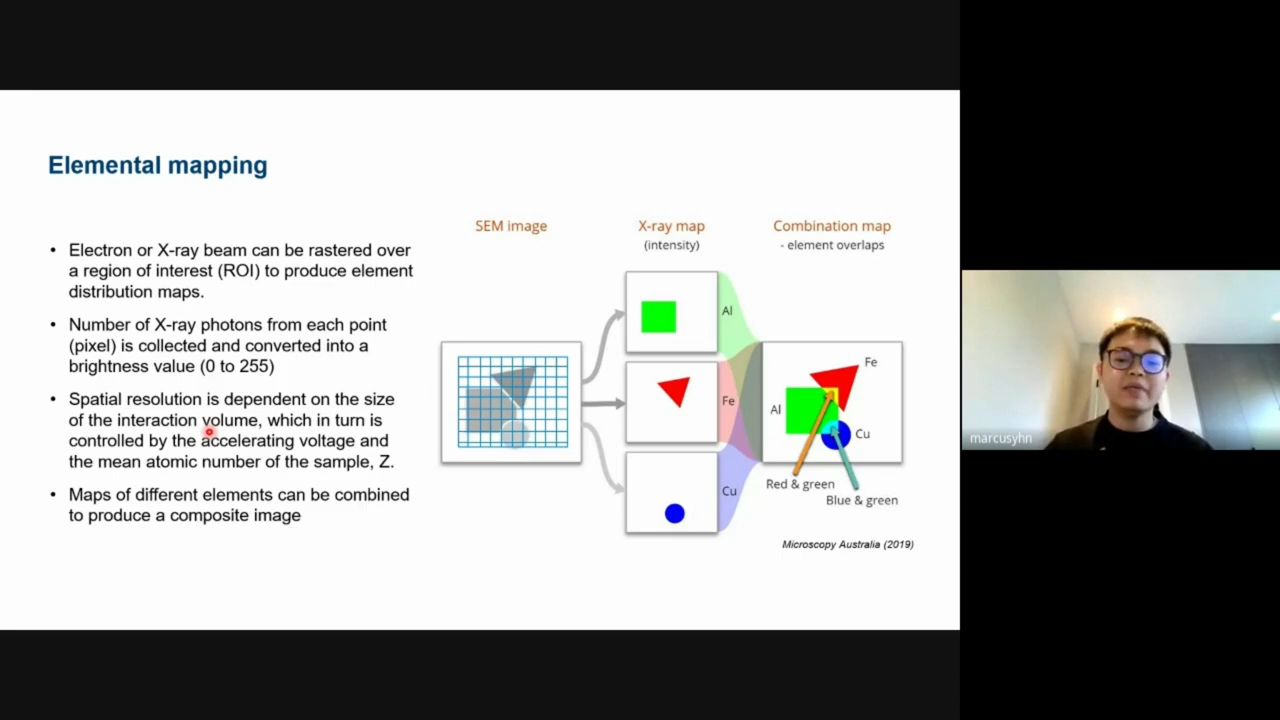 Elemental mapping
• Electron or X-ray beam can be rastered over
a region of interest (ROI) to produce element
distribution maps.
• Number of X-ray photons from each point
(pixel) is collected and converted into a
brightness value (0 to 255)
• Spatial resolution is dependent on the size
of the interaction volume, which in turn is
controlled by the accelerating voltage and
the mean atomic number of the sample, Z.
• Maps of different elements can be combined
to produce a composite image
SEM image
X-ray map
(intensity)
Combination map
- element overlaps
Al
Fe
Cu
Fe
Al
Cu
Red & green
Blue & green
Microscopy Australia (2019)
marcusyhn